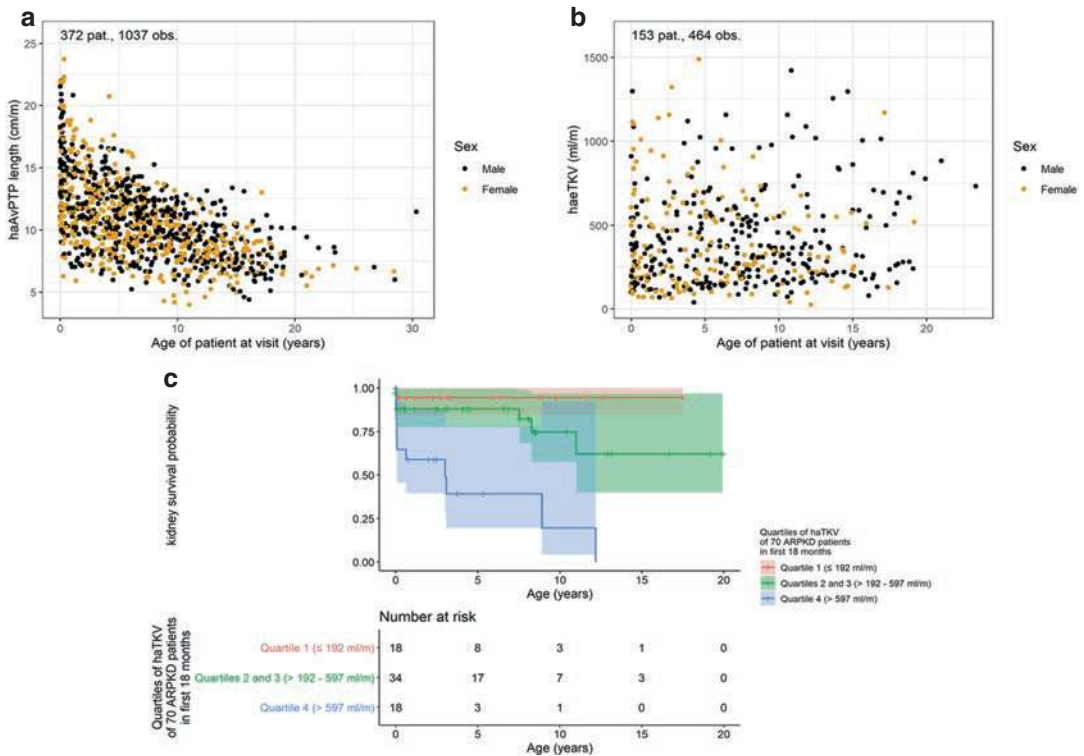 a
372 pat., 1037 obs.
haAvPTP length (cm/m)
25
20
15
10
5
0
10
20
30
Age of patient at visit (years)
Sex
Male
Female
b
153 pat., 464 obs.
haeTKV (ml/m)
1500
1000
500
0
0
5
10
15
20
Age of patient at visit (years)
Sex
Male
Female
c
kidney survival probability
1.00
0.75
0.50
0.25
0.00
0
5
10
15
20
Age (years)
Quartiles of haTKV
of 70 ARPKD patients
in first 18 months
Quartile 1 (≤ 192 ml/m)
Quartiles 2 and 3 (> 192 - 597 ml/m)
Quartile 4 (> 597 ml/m)
Quartiles of haTKV
of 70 ARPKD patients
in first 18 months
Number at risk
Quartile 1 (≤ 192 ml/m) 18 8 3 1 0
Quartiles 2 and 3 (> 192 - 597 ml/m) 34 17 7 3 0
Quartile 4 (> 597 ml/m) 18 3 1 0 0
0 5 10 15 20
Age (years)